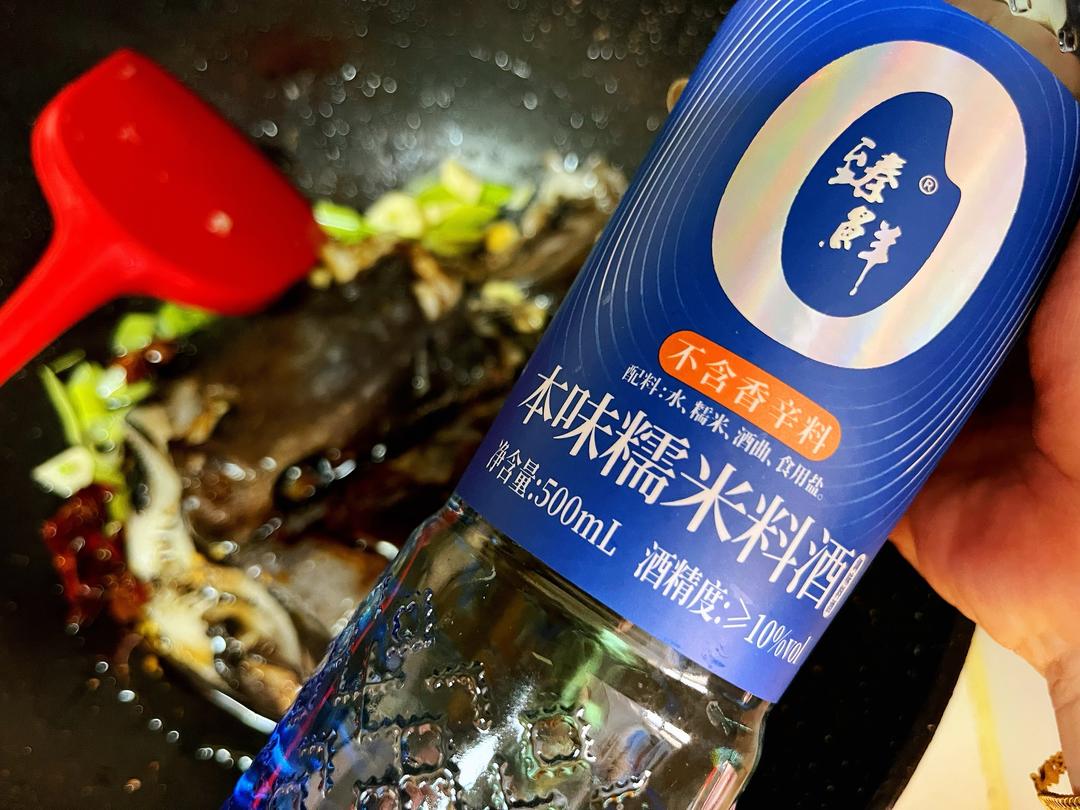 臻
鲜®
不含香辛料
配料:水、糯米、酒曲、食用盐。
本味糯米料酒
净含量:500mL
酒精度:≥10%vol